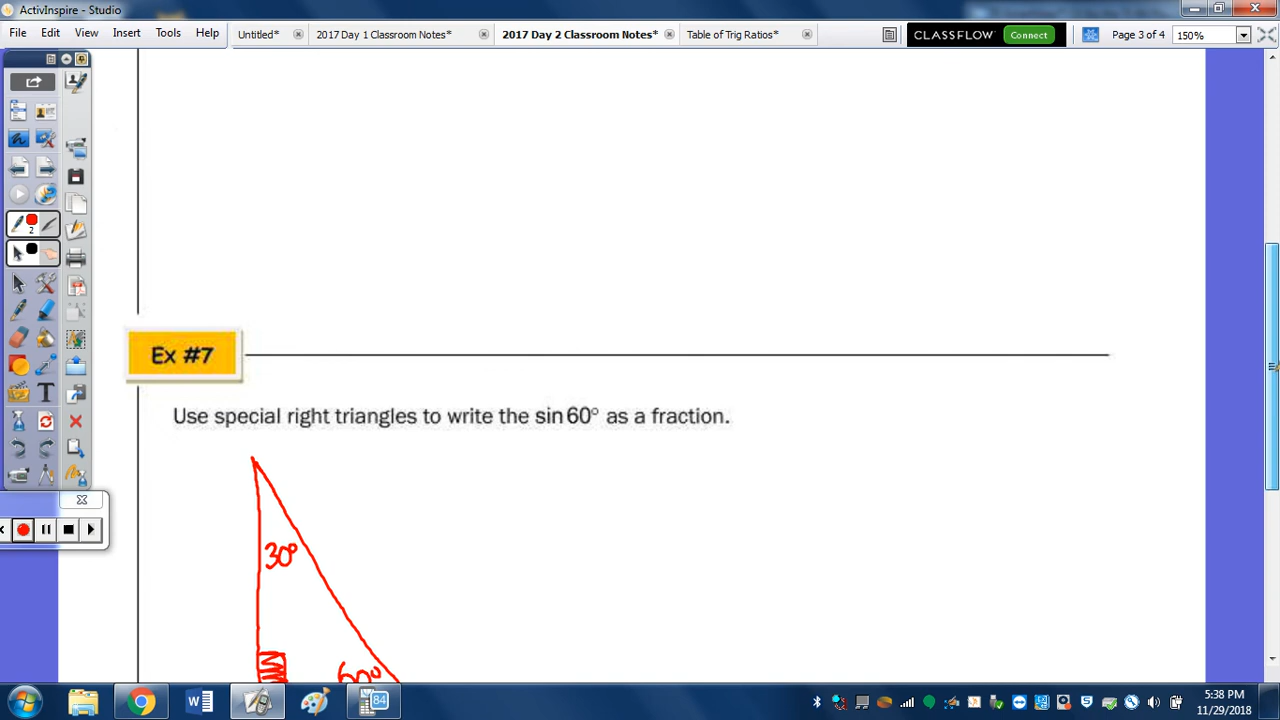 ActivInspire - Studio
File Edit View Insert Tools Help Untitled* 2017 Day 1 Classroom Notes* 2017 Day 2 Classroom Notes* Table of Trig Ratios* CLASSFLOW Connect Page 3 of 4 150%
2
Ex #7
Use special right triangles to write the sin 60° as a fraction.
30°
60°
84
5:38 PM
11/29/2018